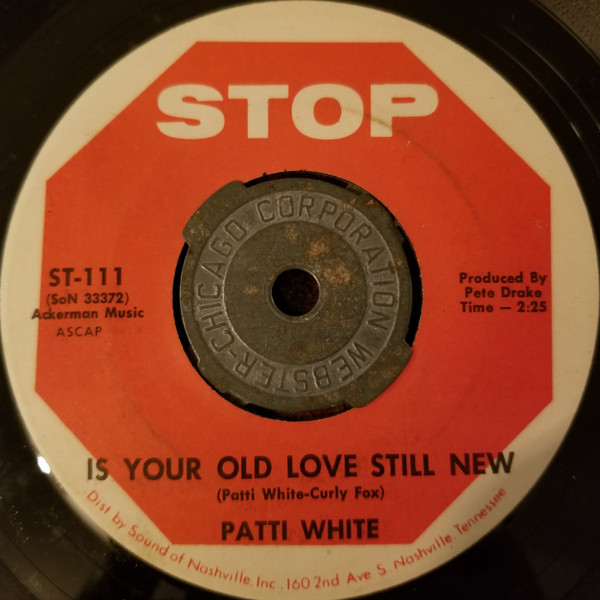 STOP
WEBSTER-CHICAGO CORPORATION
ST-111
(SoN 33372)
Ackerman Music
ASCAP
Produced By
Pete Drake
Time — 2:25
IS YOUR OLD LOVE STILL NEW
(Patti White-Curly Fox)
PATTI WHITE
Dist by Sound of Nashville, Inc., 160 2nd Ave S. Nashville, Tennessee